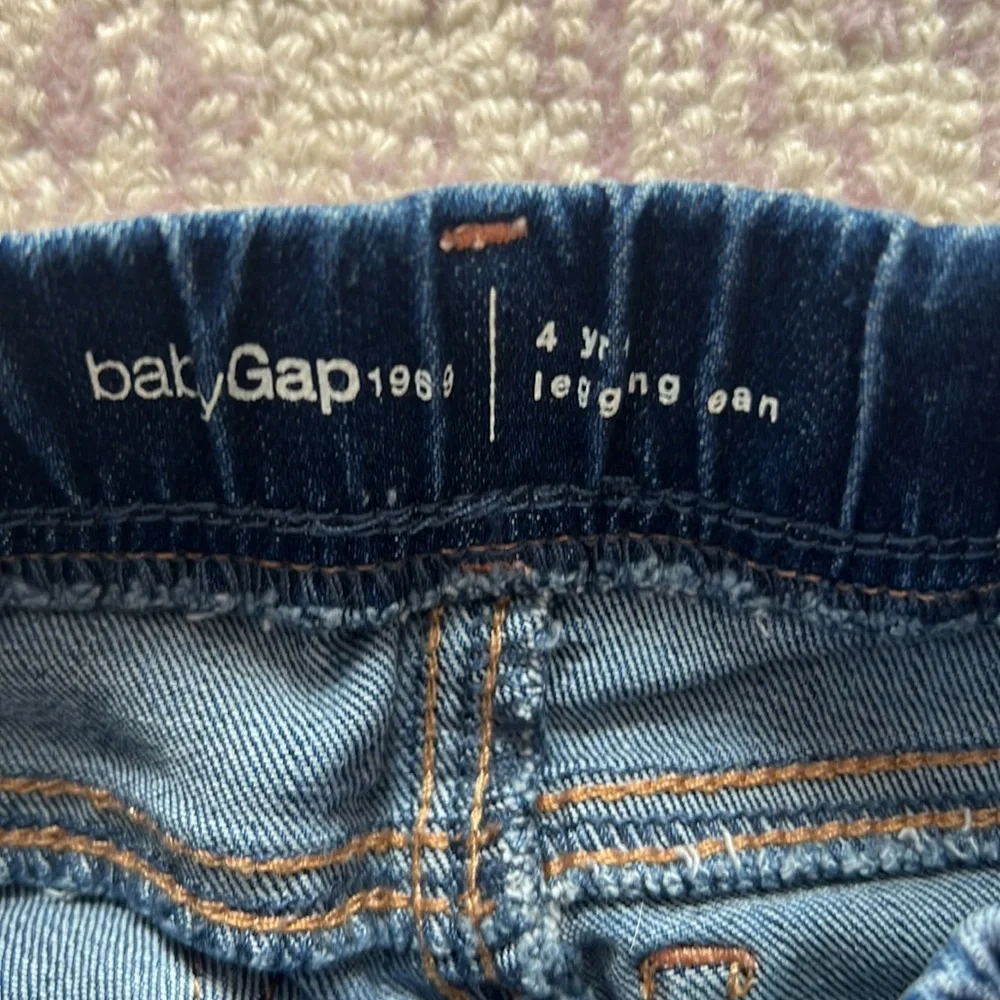 babyGap 1969
4 yrs
legging jean